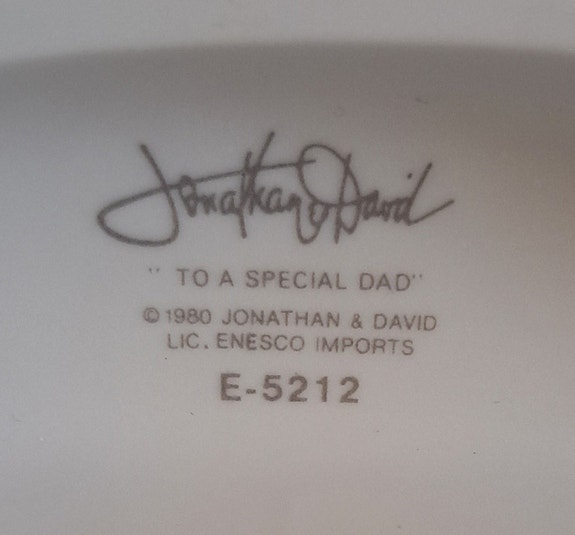 Jonathan & David
" TO A SPECIAL DAD"
©1980 JONATHAN & DAVID
LIC. ENESCO IMPORTS
E-5212